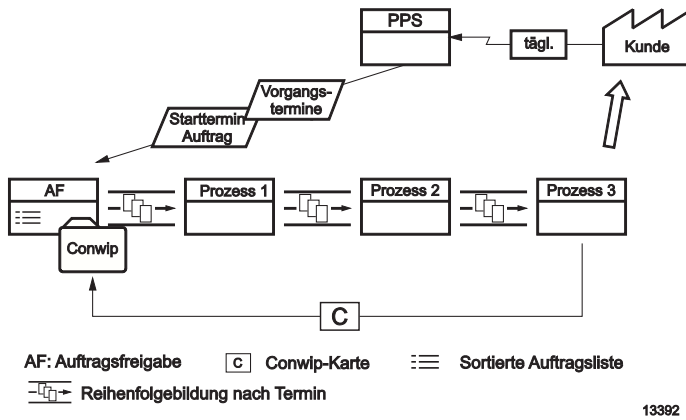 PPS
tägl.
Kunde
Vorgangs-
termine
Starttermin
Auftrag
AF
Prozess 1
Prozess 2
Prozess 3
Conwip
C
AF: Auftragsfreigabe
C Conwip-Karte
Sortierte Auftragsliste
Reihenfolgebildung nach Termin
13392